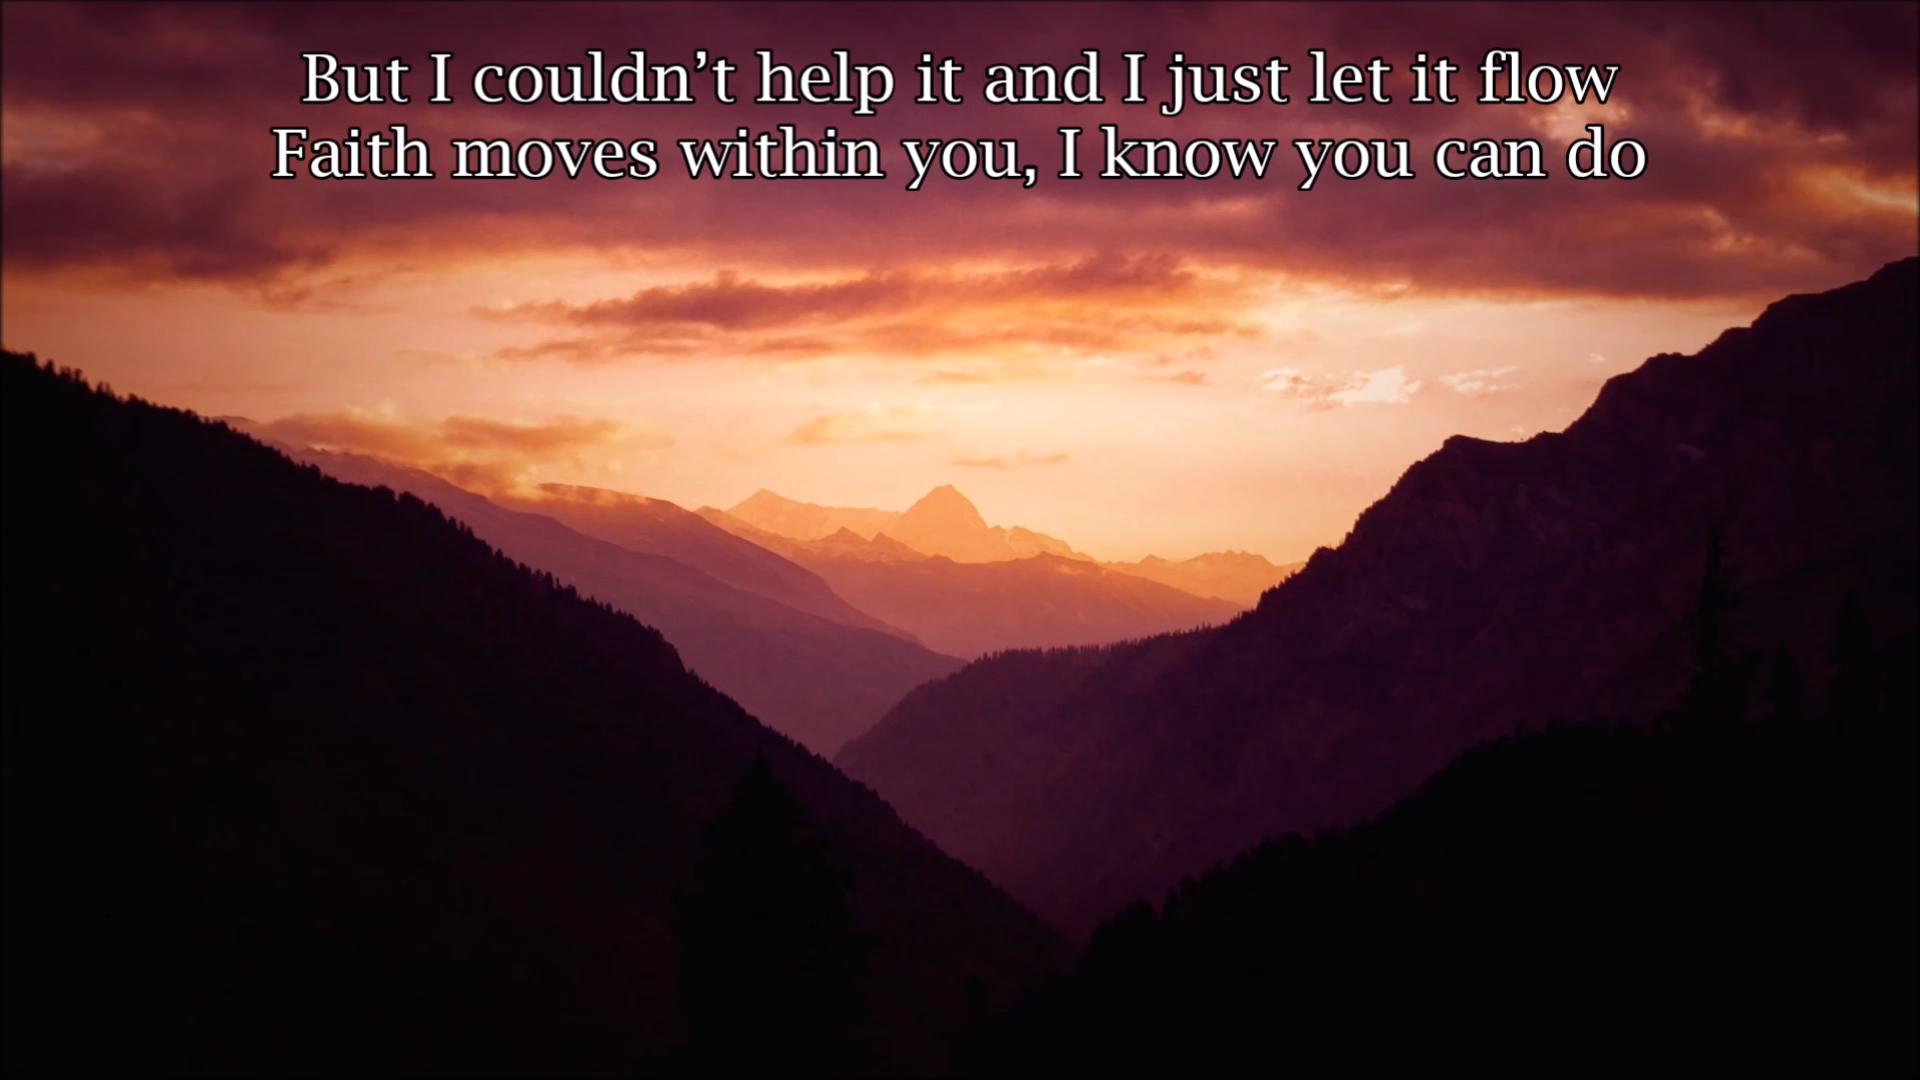 But I couldn’t help it and I just let it flow
Faith moves within you, I know you can do